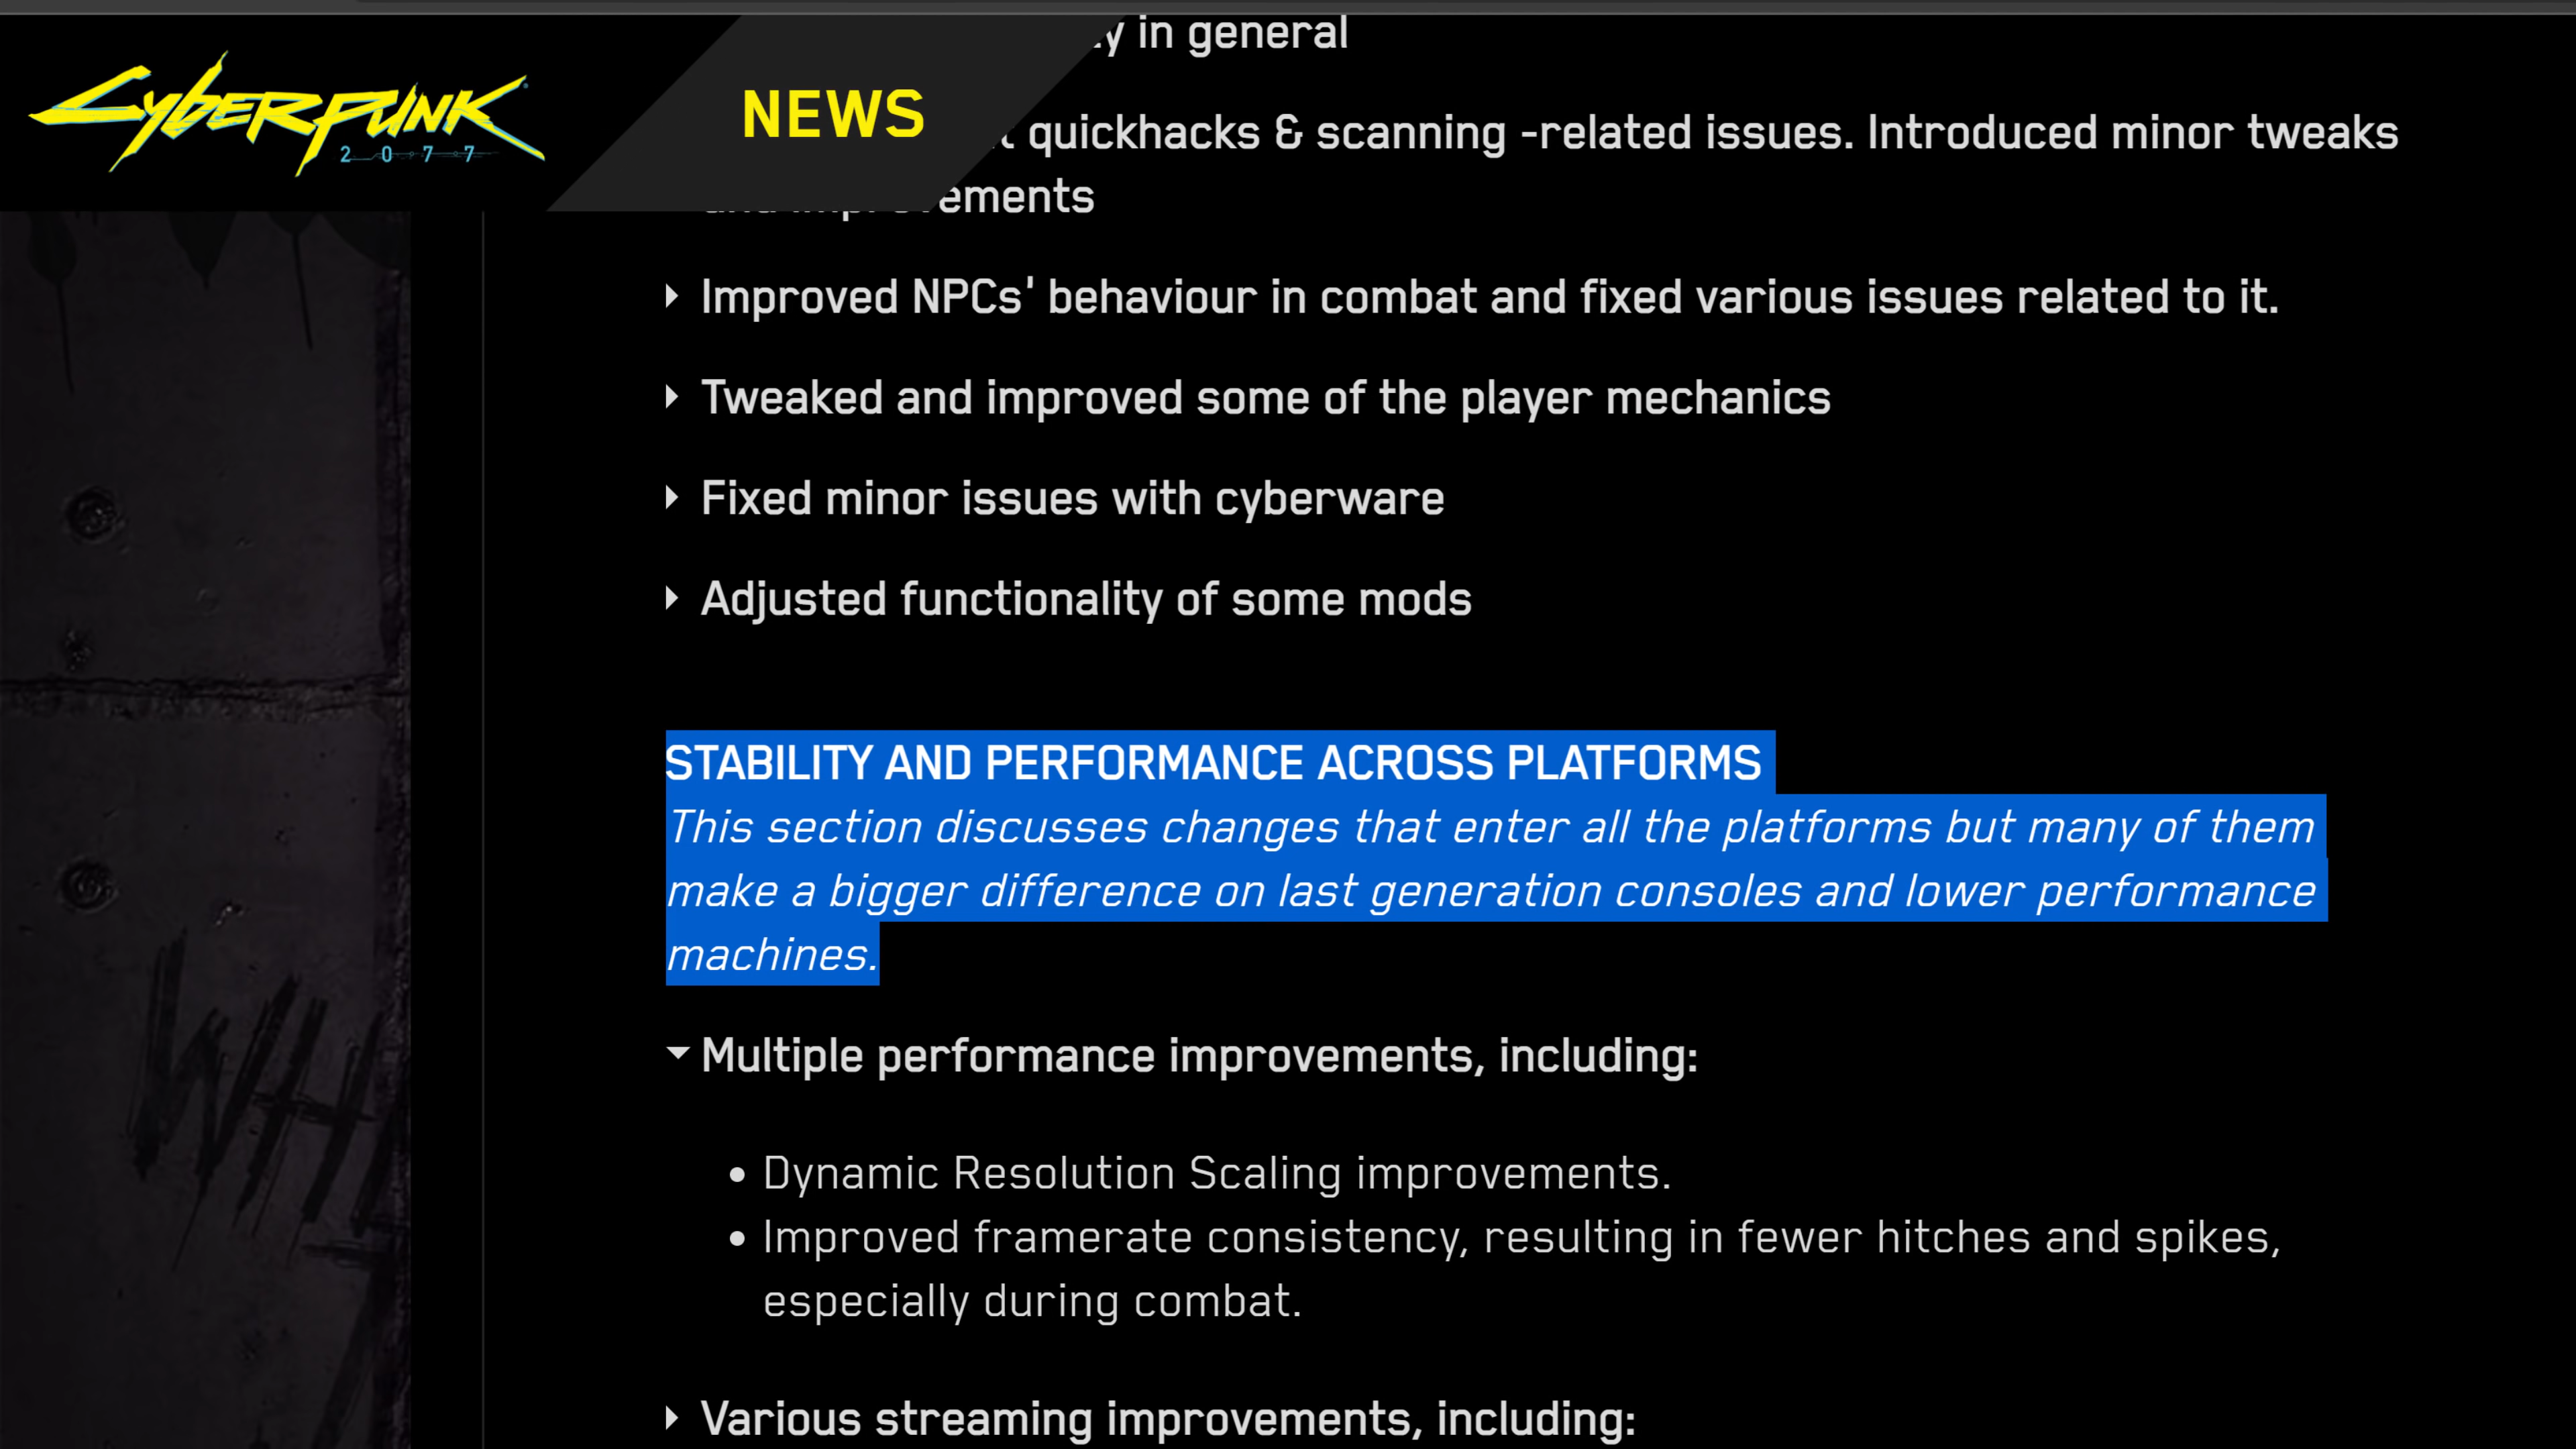 CYBERPUNK
2077
NEWS
in general
quickhacks & scanning -related issues. Introduced minor tweaks
Improved NPCs' behaviour in combat and fixed various issues related to it.
Tweaked and improved some of the player mechanics
Fixed minor issues with cyberware
Adjusted functionality of some mods
STABILITY AND PERFORMANCE ACROSS PLATFORMS
This section discusses changes that enter all the platforms but many of them
make a bigger difference on last generation consoles and lower performance
machines.
Multiple performance improvements, including:
• Dynamic Resolution Scaling improvements.
• Improved framerate consistency, resulting in fewer hitches and spikes,
especially during combat.
Various streaming improvements, including: